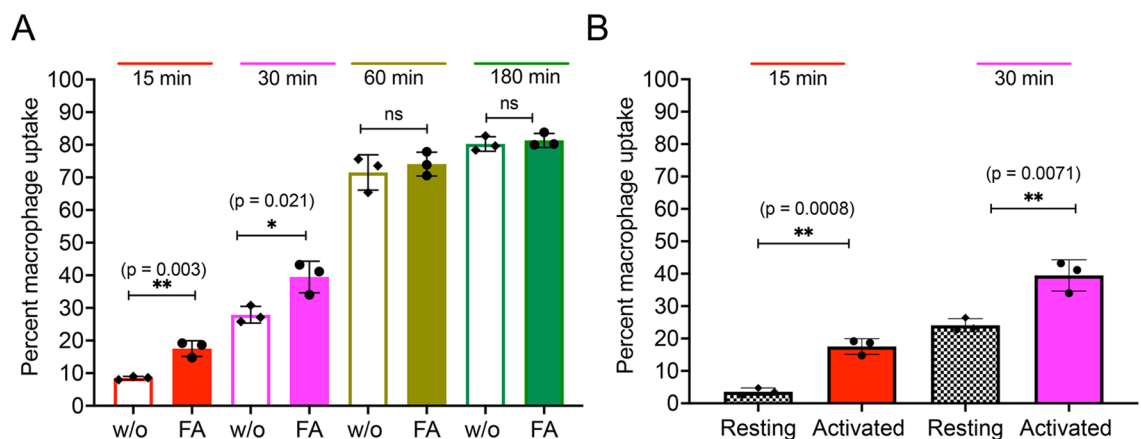 A
15 min
30 min
60 min
180 min
Percent macrophage uptake
100
90
80
70
60
50
40
30
20
10
0
(p = 0.003)
**
(p = 0.021)
*
ns
ns
w/o FA w/o FA w/o FA w/o FA
B
15 min
30 min
Percent macrophage uptake
100
90
80
70
60
50
40
30
20
10
0
(p = 0.0008)
**
(p = 0.0071)
**
Resting Activated Resting Activated